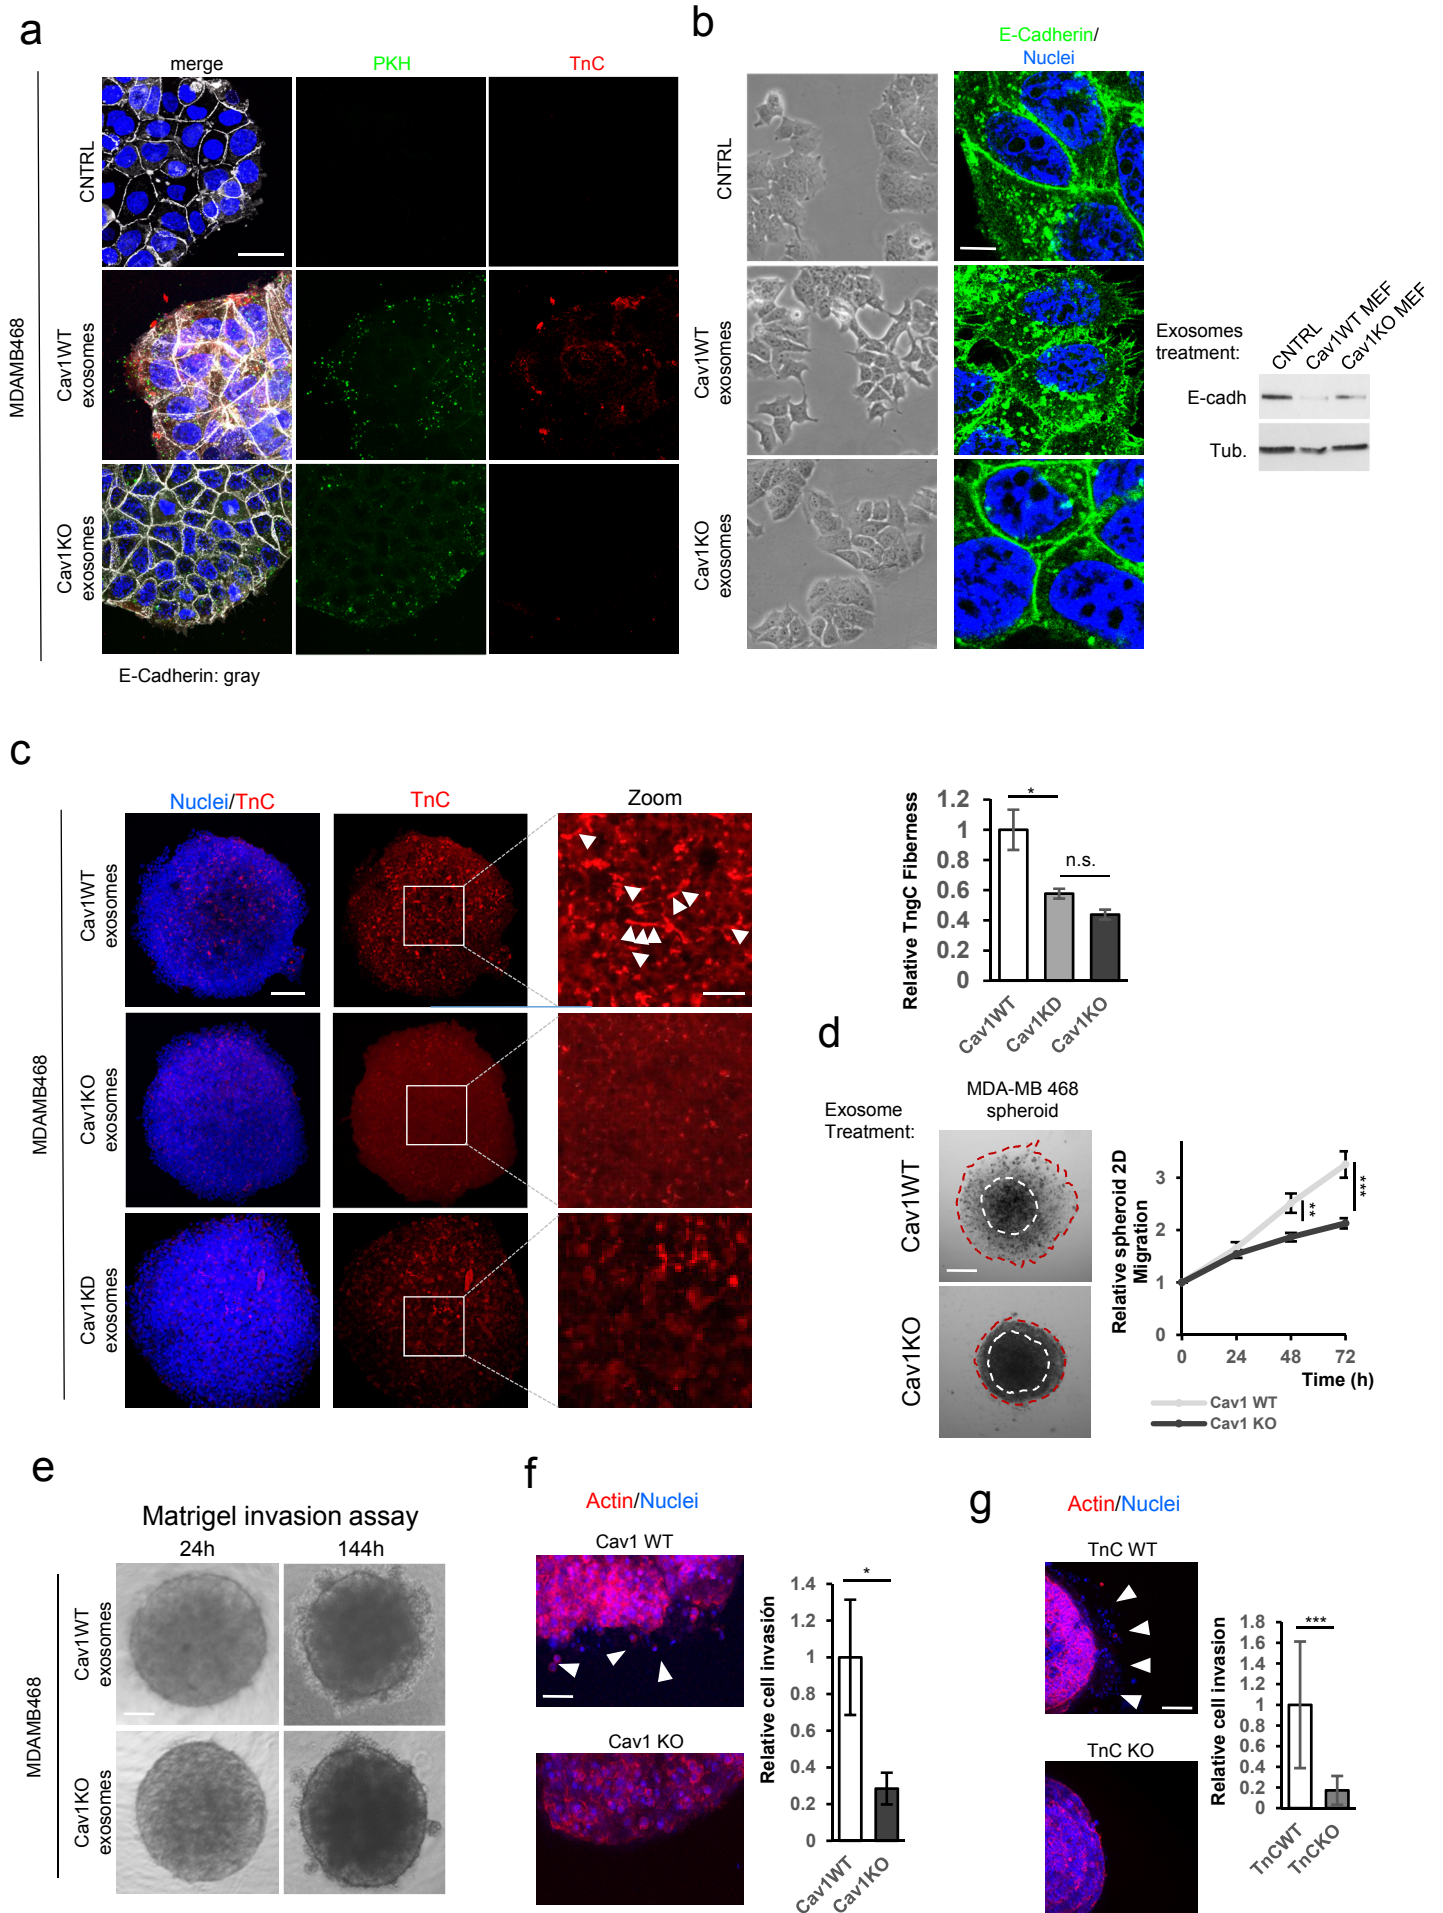 a
merge
PKH
TnC
MDAMB468
CNTRL
Cav1WT
exosomes
Cav1KO
exosomes
E-Cadherin: gray
b
E-Cadherin/
Nuclei
CNTRL
Cav1WT
exosomes
Cav1KO
exosomes
Exosomes
treatment:
CNTRL
Cav1WT MEF
Cav1KO MEF
E-cadh
Tub.
c
Nuclei/TnC
TnC
Zoom
MDAMB468
Cav1WT
exosomes
Cav1KO
exosomes
Cav1KD
exosomes
Relative TngC Fiberness
1.2
1
0.8
0.6
0.4
0.2
0
*
n.s.
Cav1WT
Cav1KD
Cav1KO
d
MDA-MB 468
spheroid
Exosome
Treatment:
Cav1WT
Cav1KO
Relative spheroid 2D
Migration
3
2
1
0
**
***
0 24 48 72
Time (h)
Cav1 WT
Cav1 KO
e
Matrigel invasion assay
24h
144h
MDAMB468
Cav1WT
exosomes
Cav1KO
exosomes
f
Actin/Nuclei
Cav1 WT
Cav1 KO
Relative cell invasión
1.4
1.2
1
0.8
0.6
0.4
0.2
0
*
Cav1WT
Cav1KO
g
Actin/Nuclei
TnC WT
TnC KO
Relative cell invasion
1.8
1.6
1.4
1.2
1
0.8
0.6
0.4
0.2
0
***
TnCWT
TnCKO